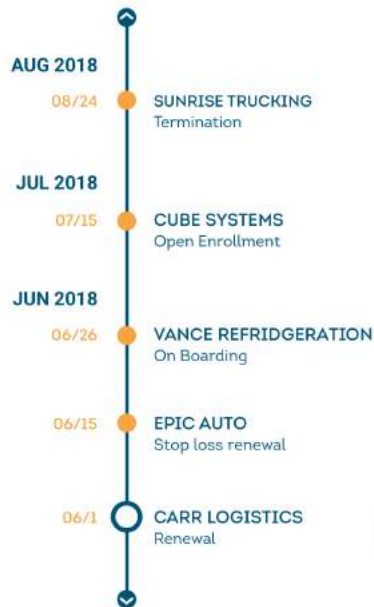 AUG 2018
08/24
SUNRISE TRUCKING
Termination
JUL 2018
07/15
CUBE SYSTEMS
Open Enrollment
JUN 2018
06/26
VANCE REFRIDGERATION
On Boarding
06/15
EPIC AUTO
Stop loss renewal
06/1
CARR LOGISTICS
Renewal